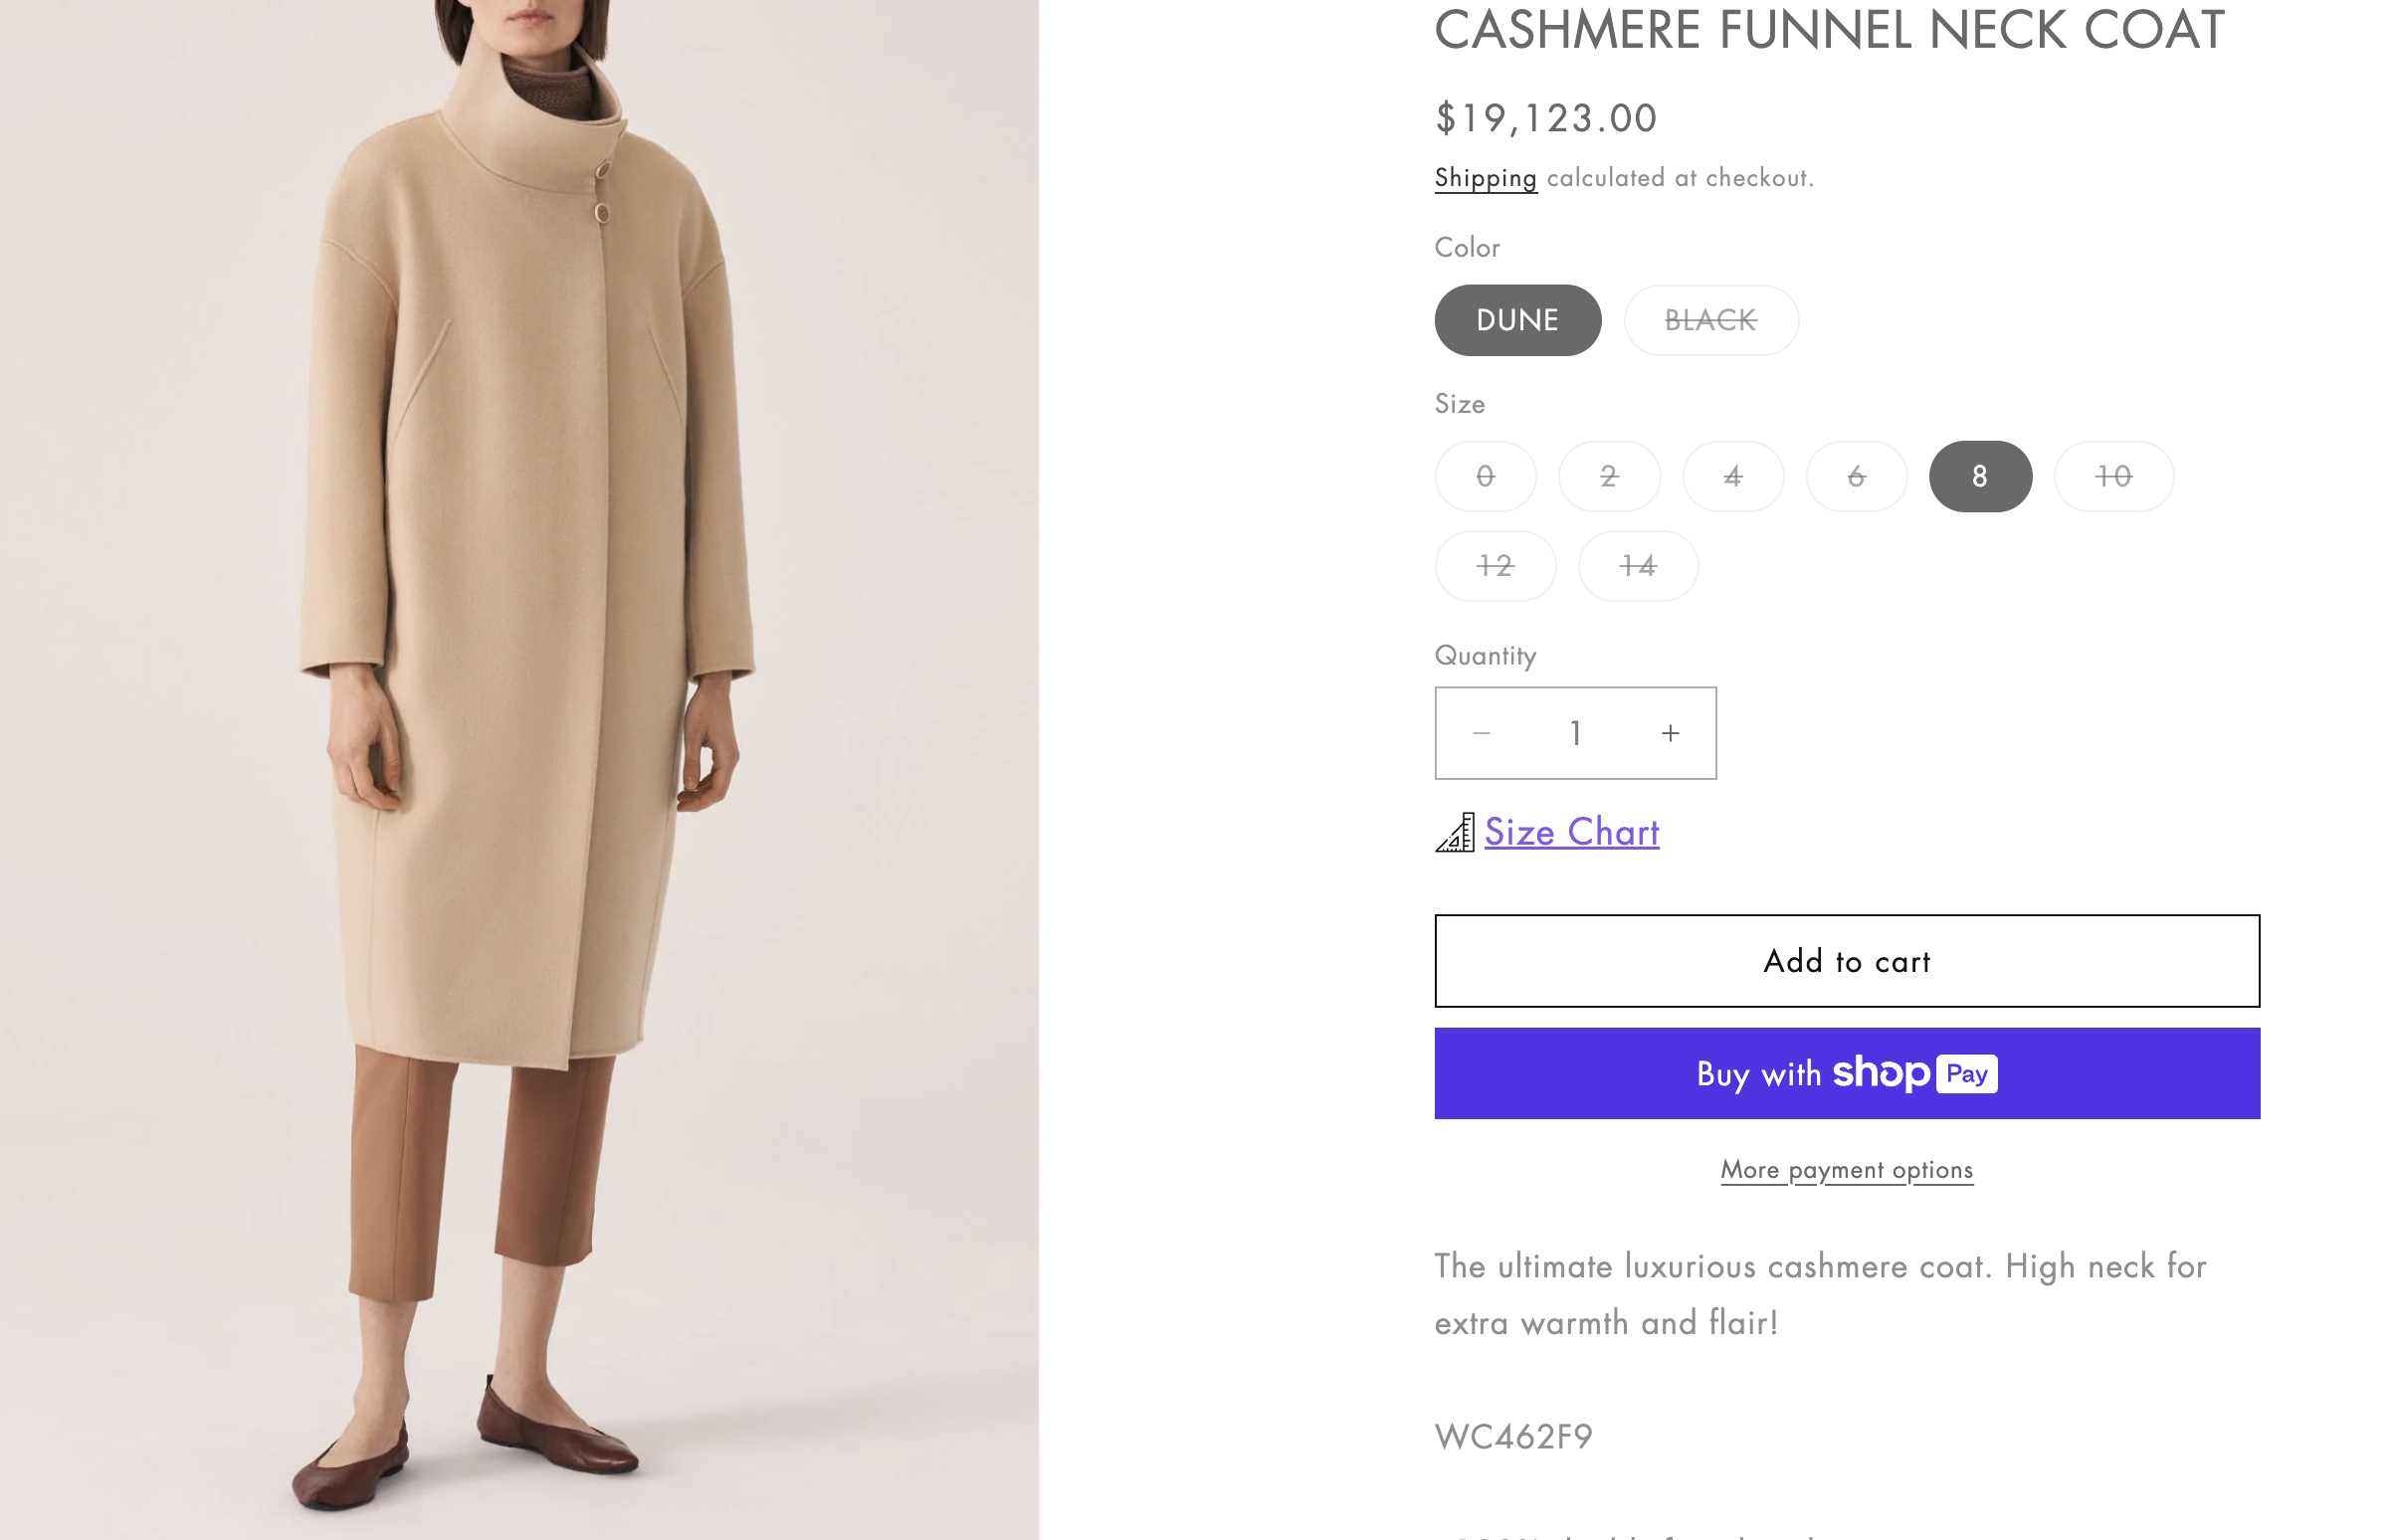 CASHMERE FUNNEL NECK COAT
$19,123.00
Shipping calculated at checkout.
Color
DUNE BLACK
Size
0 2 4 6 8 10
12 14
Quantity
− 1 +
Size Chart
Add to cart
Buy with shop Pay
More payment options
The ultimate luxurious cashmere coat. High neck for
extra warmth and flair!
WC462F9